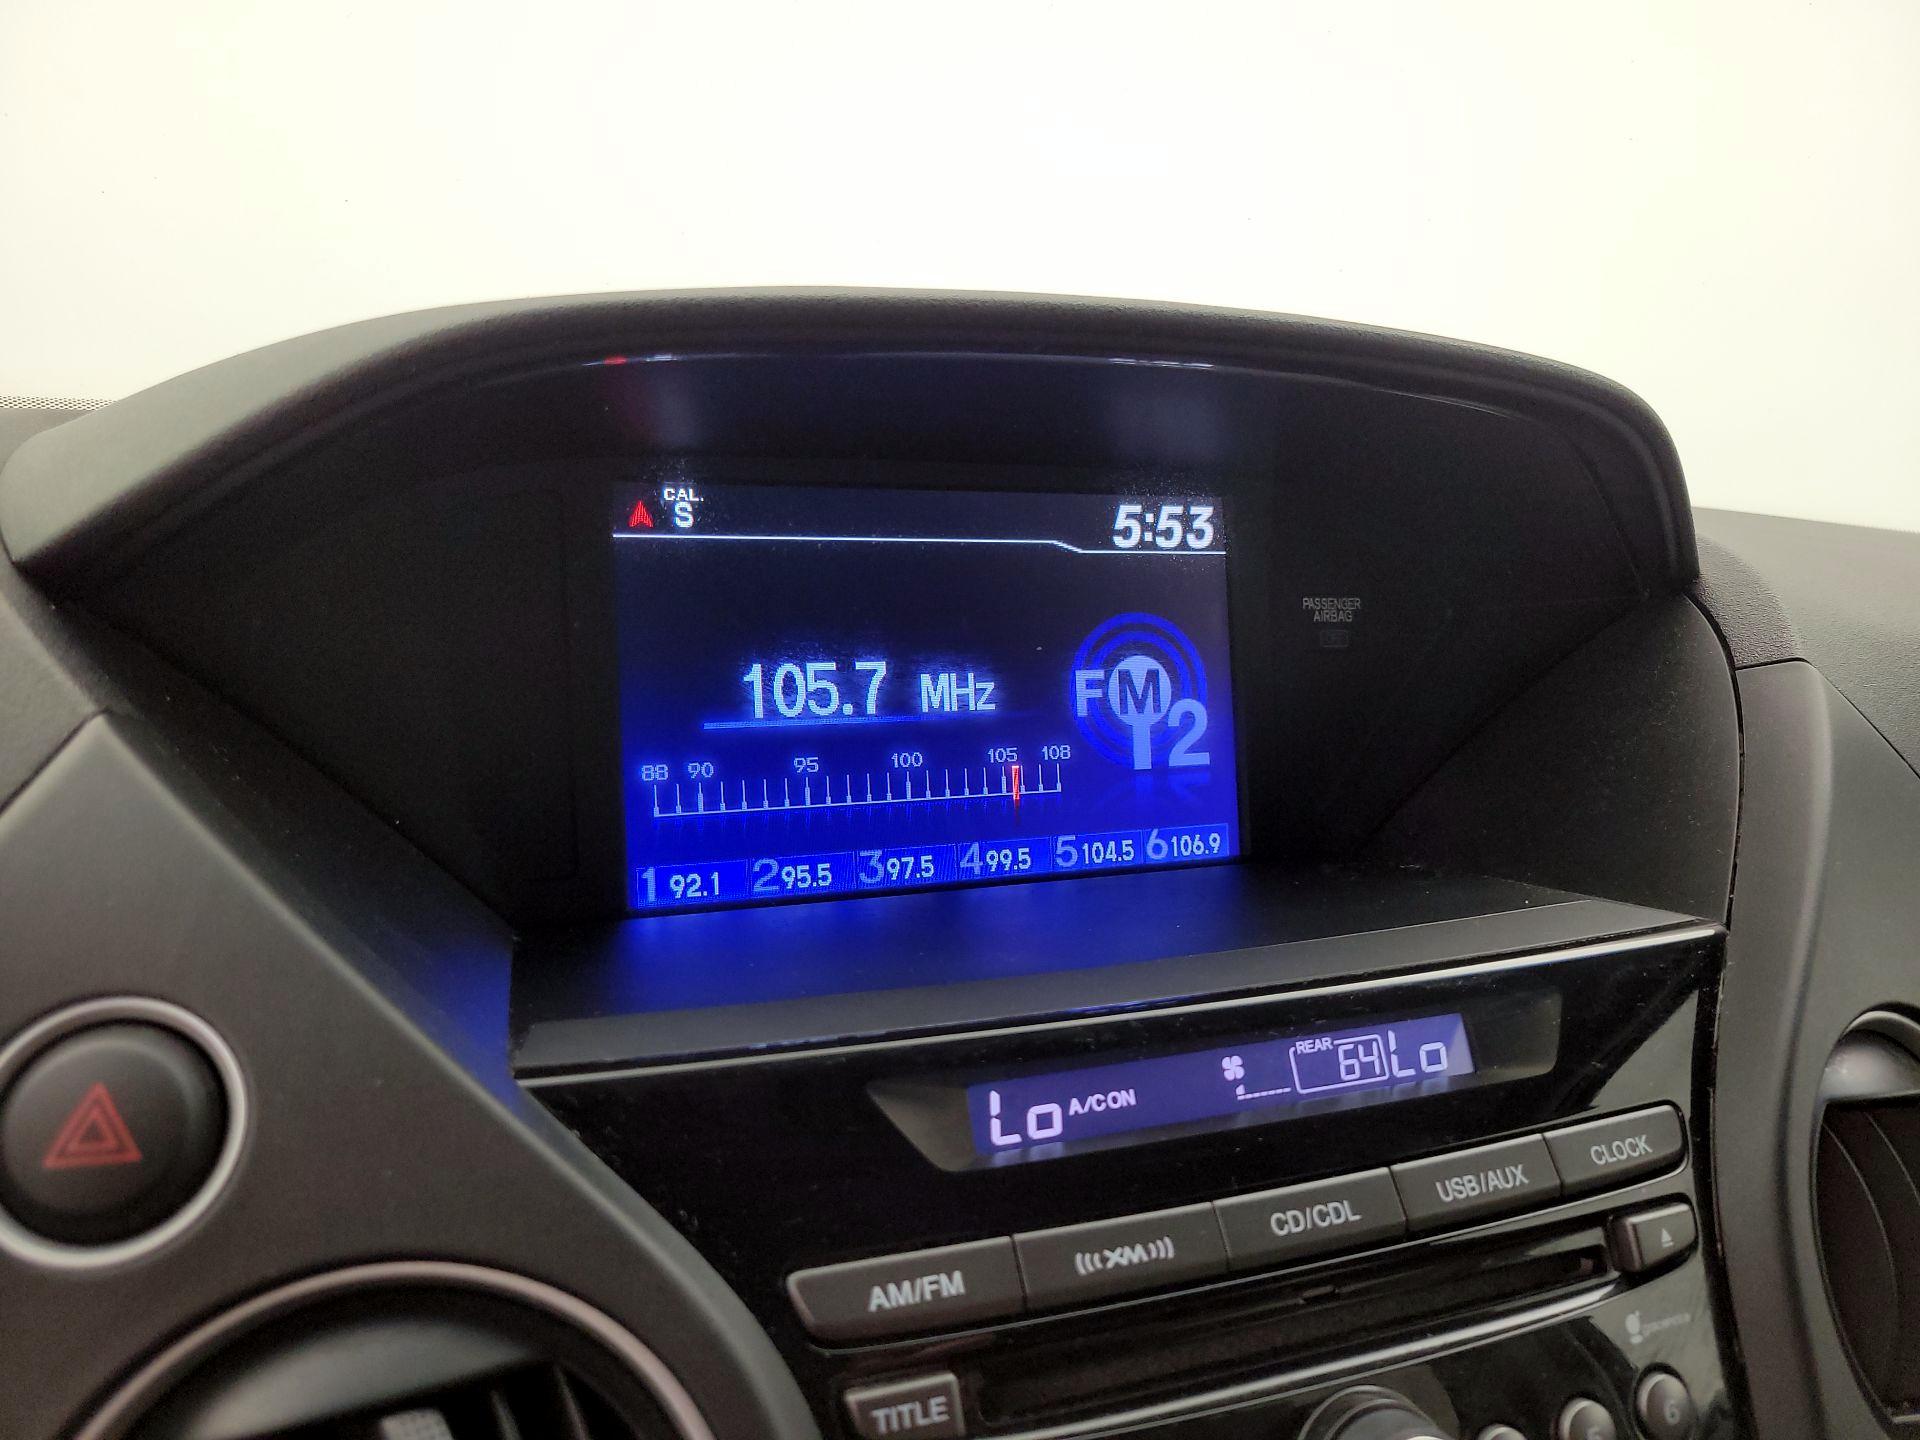 CAL.
S
5:53
105.7 MHz
FM
2
88 90 95 100 105 108
1 92.1 2 95.5 3 97.5 4 99.5 5 104.5 6 106.9
PASSENGER
AIRBAG
Lo A/CON REAR 64 Lo
AM/FM (((XM))) CD/CDL USB/AUX CLOCK
TITLE
5 6